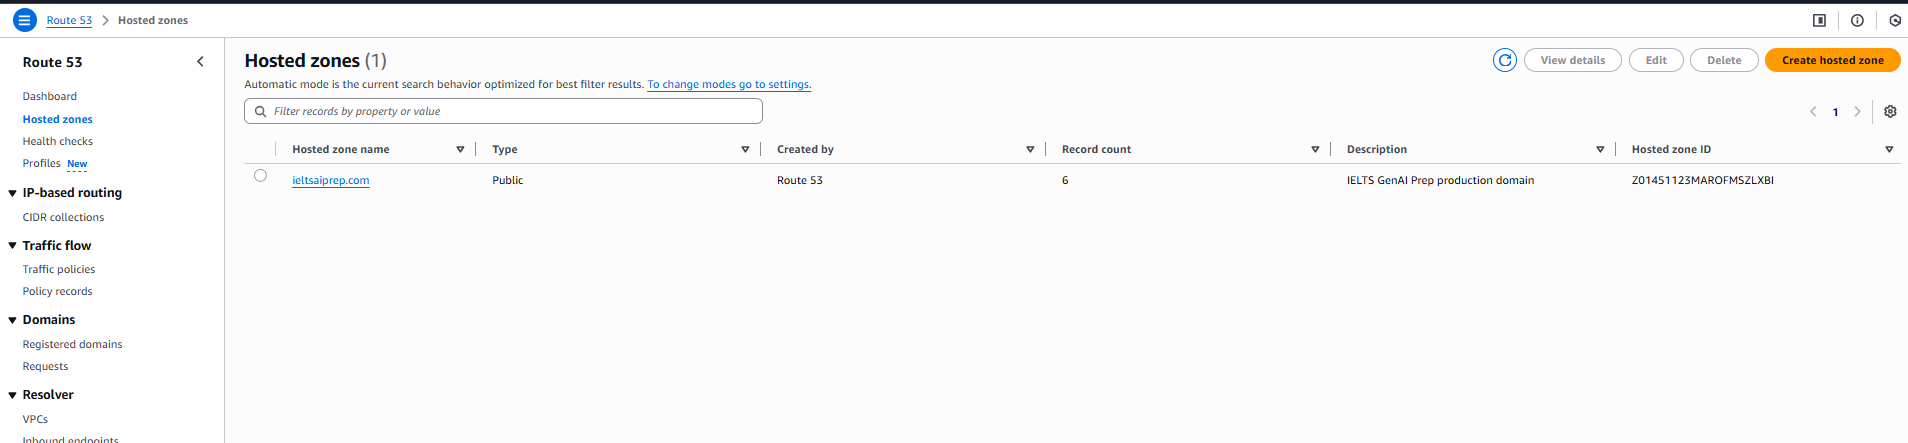 Route 53 > Hosted zones
Route 53
Dashboard
Hosted zones
Health checks
Profiles New
IP-based routing
CIDR collections
Traffic flow
Traffic policies
Policy records
Domains
Registered domains
Requests
Resolver
VPCs
Inbound endpoints
Hosted zones (1)
View details
Edit
Delete
Create hosted zone
Automatic mode is the current search behavior optimized for best filter results. To change modes go to settings.
Filter records by property or value
1
Hosted zone name Type Created by Record count Description Hosted zone ID
ieltsaiprep.com Public Route 53 6 IELTS GenAI Prep production domain Z01451123MAROFMSZLXBI